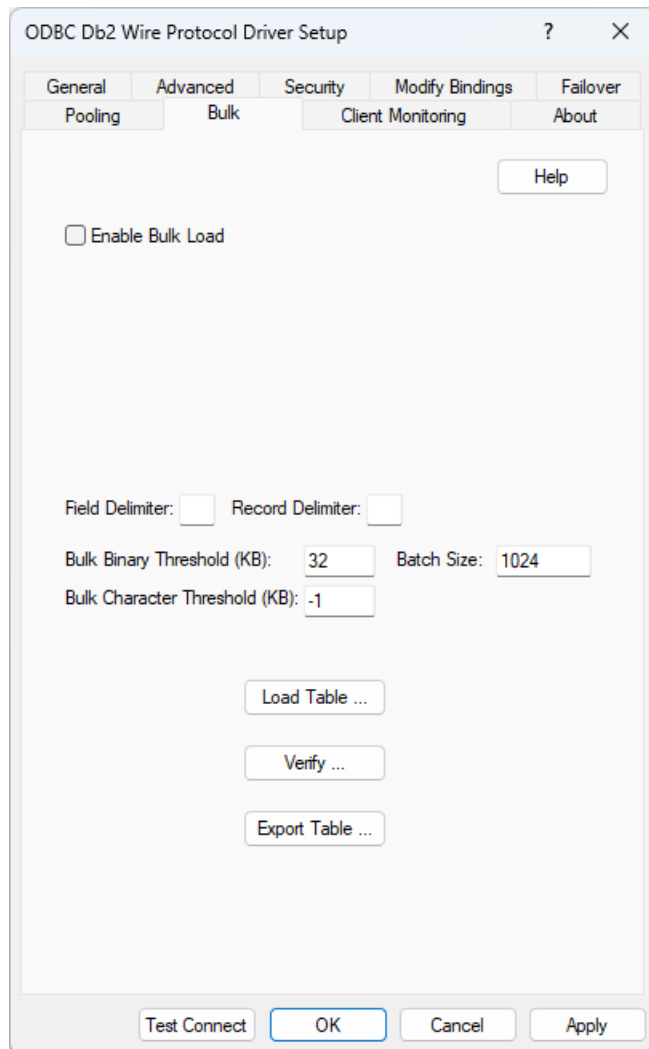 ODBC Db2 Wire Protocol Driver Setup ?
General Advanced Security Modify Bindings Failover
Pooling Bulk Client Monitoring About
Help
Enable Bulk Load
Field Delimiter: Record Delimiter:
Bulk Binary Threshold (KB): 32 Batch Size: 1024
Bulk Character Threshold (KB): -1
Load Table ...
Verify ...
Export Table ...
Test Connect OK Cancel Apply